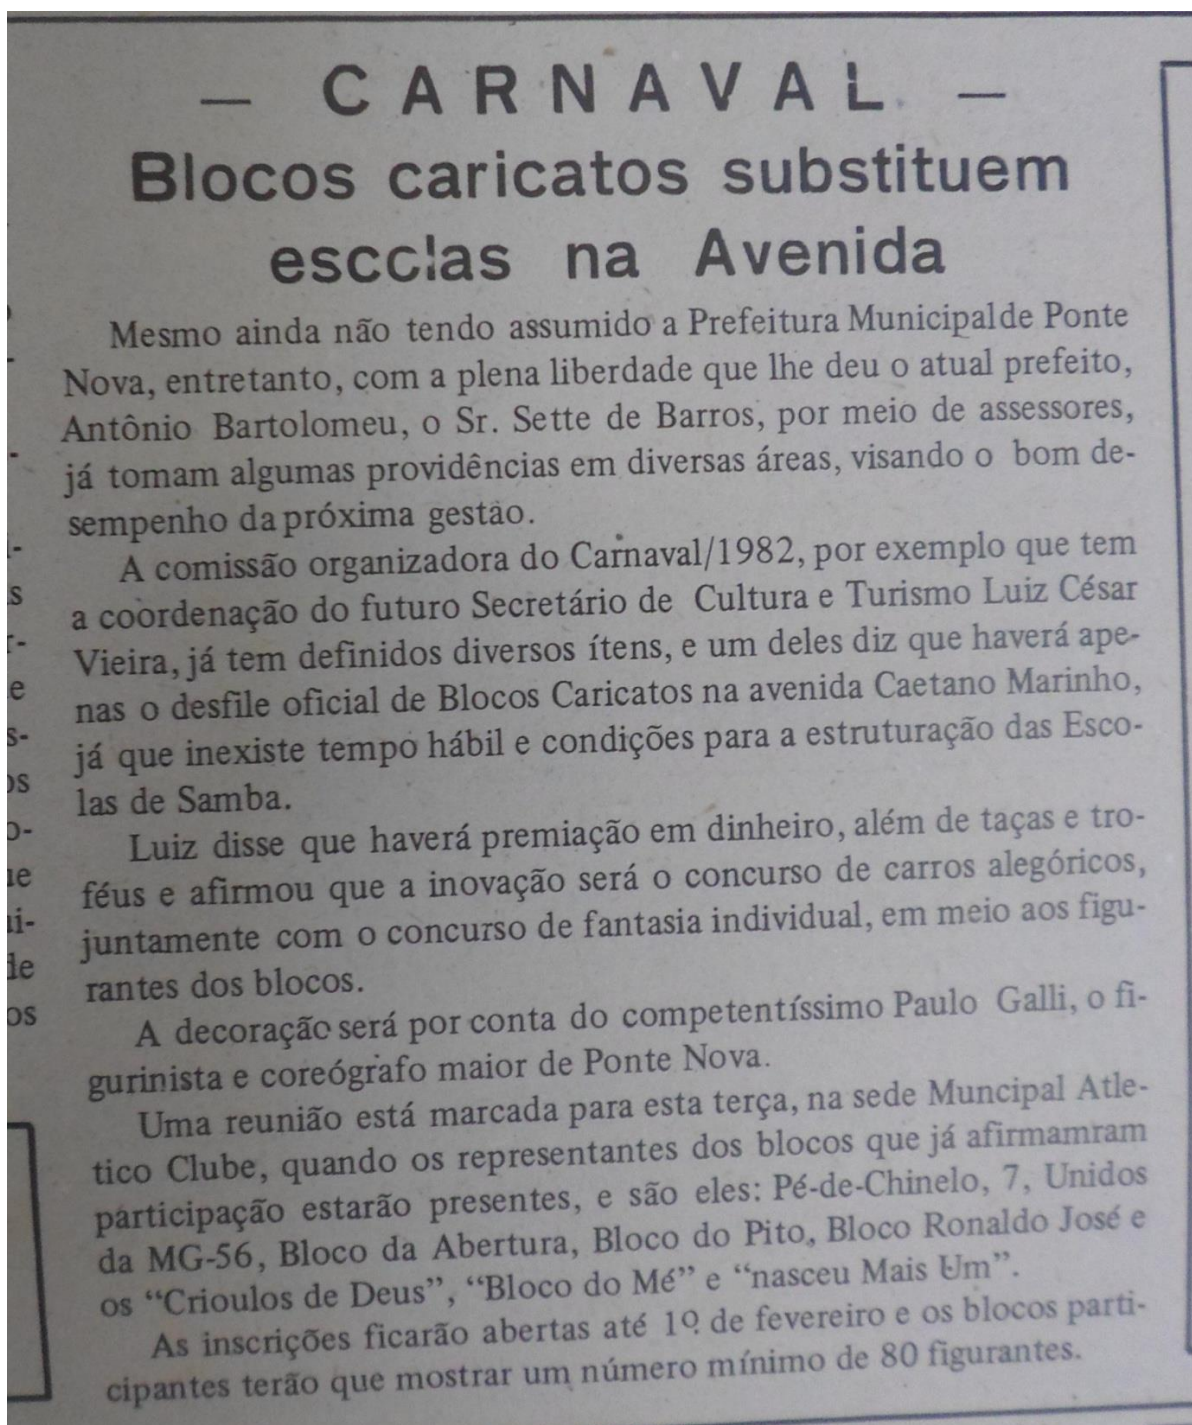 — CARNAVAL —
Blocos caricatos substituem
escclas na Avenida
Mesmo ainda não tendo assumido a Prefeitura Municipalde Ponte
Nova, entretanto, com a plena liberdade que lhe deu o atual prefeito,
Antônio Bartolomeu, o Sr. Sette de Barros, por meio de assessores,
já tomam algumas providências em diversas áreas, visando o bom de-
sempenho da próxima gestão.
A comissão organizadora do Carnaval/1982, por exemplo que tem
a coordenação do futuro Secretário de Cultura e Turismo Luiz César
Vieira, já tem definidos diversos ítens, e um deles diz que haverá ape-
nas o desfile oficial de Blocos Caricatos na avenida Caetano Marinho,
já que inexiste tempo hábil e condições para a estruturação das Esco-
las de Samba.
Luiz disse que haverá premiação em dinheiro, além de taças e tro-
féus e afirmou que a inovação será o concurso de carros alegóricos,
juntamente com o concurso de fantasia individual, em meio aos figu-
rantes dos blocos.
A decoração será por conta do competentíssimo Paulo Galli, o fi-
gurinista e coreógrafo maior de Ponte Nova.
Uma reunião está marcada para esta terça, na sede Muncipal Atle-
tico Clube, quando os representantes dos blocos que já afirmamram
participação estarão presentes, e são eles: Pé-de-Chinelo, 7, Unidos
da MG-56, Bloco da Abertura, Bloco do Pito, Bloco Ronaldo José e
os “Crioulos de Deus”, “Bloco do Mé” e “nasceu Mais Um”.
As inscrições ficarão abertas até 1º de fevereiro e os blocos parti-
cipantes terão que mostrar um número mínimo de 80 figurantes.